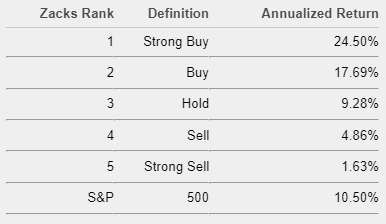 Zacks Rank Definition Annualized Return
1 Strong Buy 24.50%
2 Buy 17.69%
3 Hold 9.28%
4 Sell 4.86%
5 Strong Sell 1.63%
S&P 500 10.50%